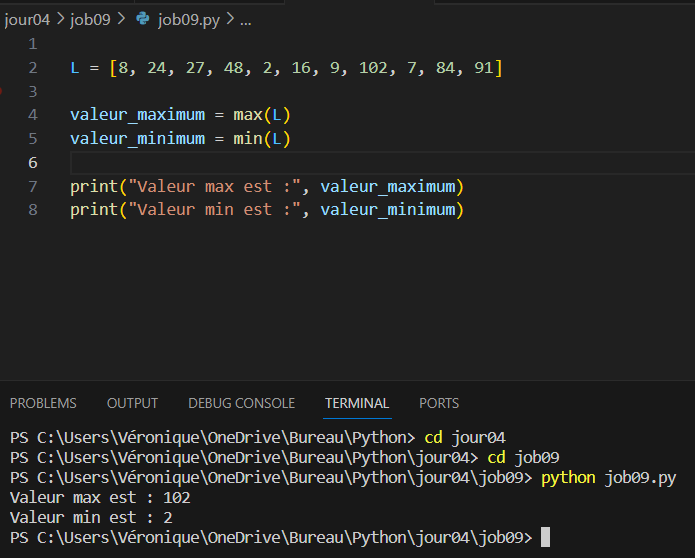 jour04 > job09 > job09.py > ...
1
2 L = [8, 24, 27, 48, 2, 16, 9, 102, 7, 84, 91]
3
4 valeur_maximum = max(L)
5 valeur_minimum = min(L)
6
7 print("Valeur max est :", valeur_maximum)
8 print("Valeur min est :", valeur_minimum)
PROBLEMS OUTPUT DEBUG CONSOLE TERMINAL PORTS
PS C:\Users\Véronique\OneDrive\Bureau\Python> cd jour04
PS C:\Users\Véronique\OneDrive\Bureau\Python\jour04> cd job09
PS C:\Users\Véronique\OneDrive\Bureau\Python\jour04\job09> python job09.py
Valeur max est : 102
Valeur min est : 2
PS C:\Users\Véronique\OneDrive\Bureau\Python\jour04\job09>